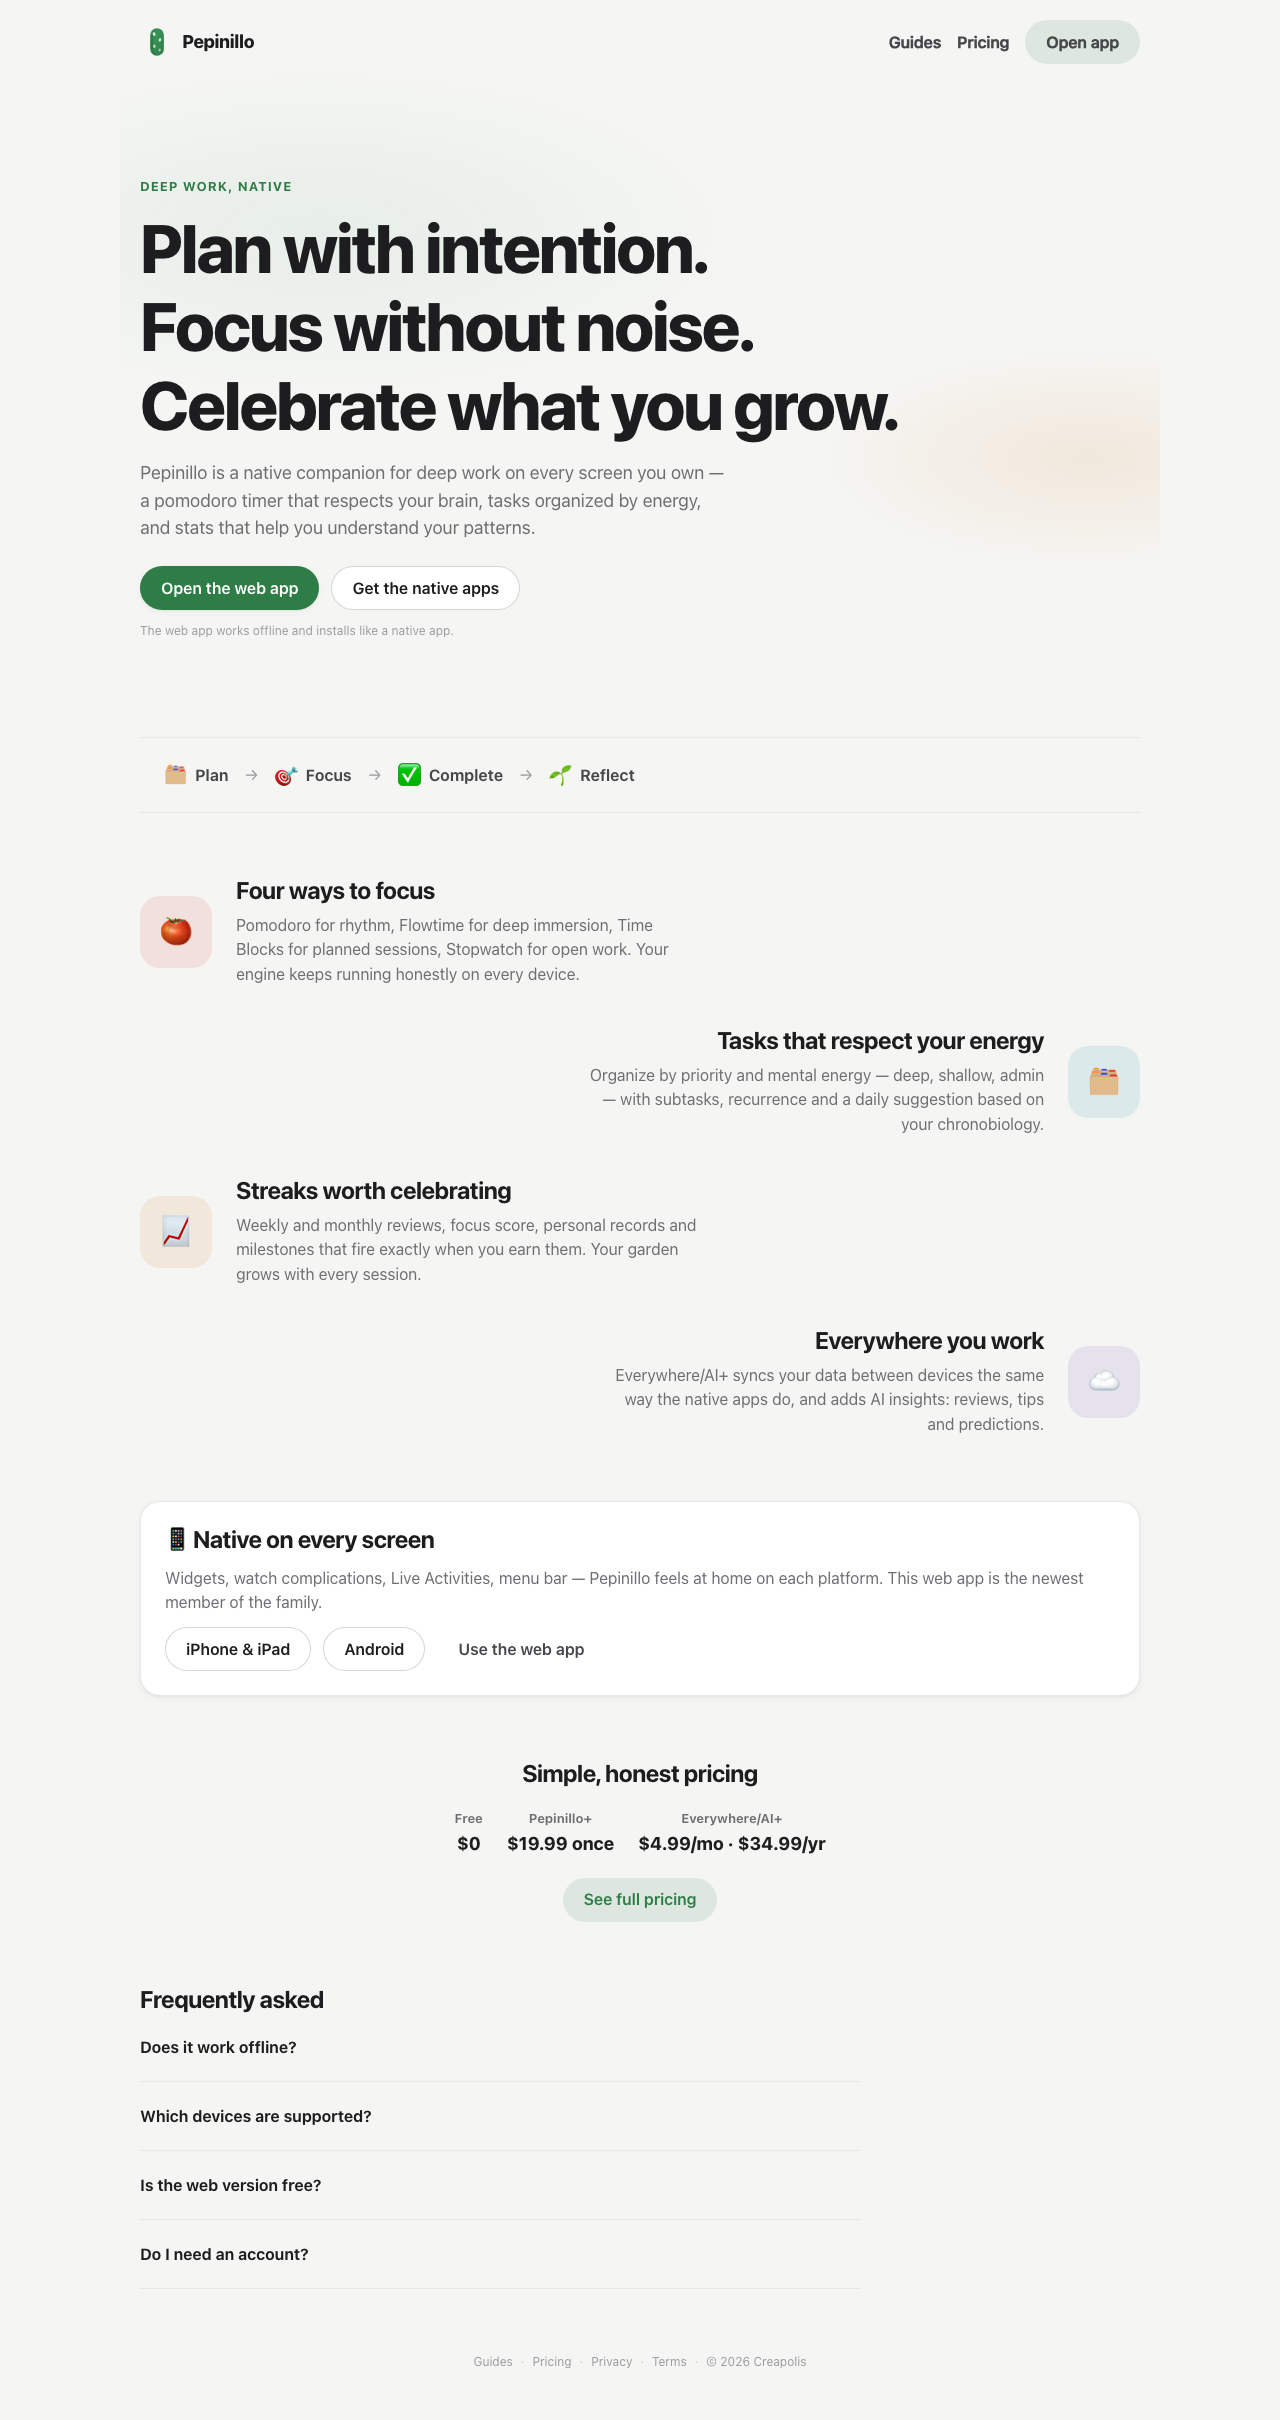 Pepinillo
Guides Pricing Open app
DEEP WORK, NATIVE
Plan with intention.
Focus without noise.
Celebrate what you grow.
Pepinillo is a native companion for deep work on every screen you own —
a pomodoro timer that respects your brain, tasks organized by energy,
and stats that help you understand your patterns.
Open the web app Get the native apps
The web app works offline and installs like a native app.
Plan → Focus → Complete → Reflect
Four ways to focus
Pomodoro for rhythm, Flowtime for deep immersion, Time
Blocks for planned sessions, Stopwatch for open work. Your
engine keeps running honestly on every device.
Tasks that respect your energy
Organize by priority and mental energy — deep, shallow, admin
— with subtasks, recurrence and a daily suggestion based on
your chronobiology.
Streaks worth celebrating
Weekly and monthly reviews, focus score, personal records and
milestones that fire exactly when you earn them. Your garden
grows with every session.
Everywhere you work
Everywhere/AI+ syncs your data between devices the same
way the native apps do, and adds AI insights: reviews, tips
and predictions.
Native on every screen
Widgets, watch complications, Live Activities, menu bar — Pepinillo feels at home on each platform. This web app is the newest
member of the family.
iPhone & iPad Android Use the web app
Simple, honest pricing
Free Pepinillo+ Everywhere/AI+
$0 $19.99 once $4.99/mo · $34.99/yr
See full pricing
Frequently asked
Does it work offline?
Which devices are supported?
Is the web version free?
Do I need an account?
Guides · Pricing · Privacy · Terms · © 2026 Creapolis